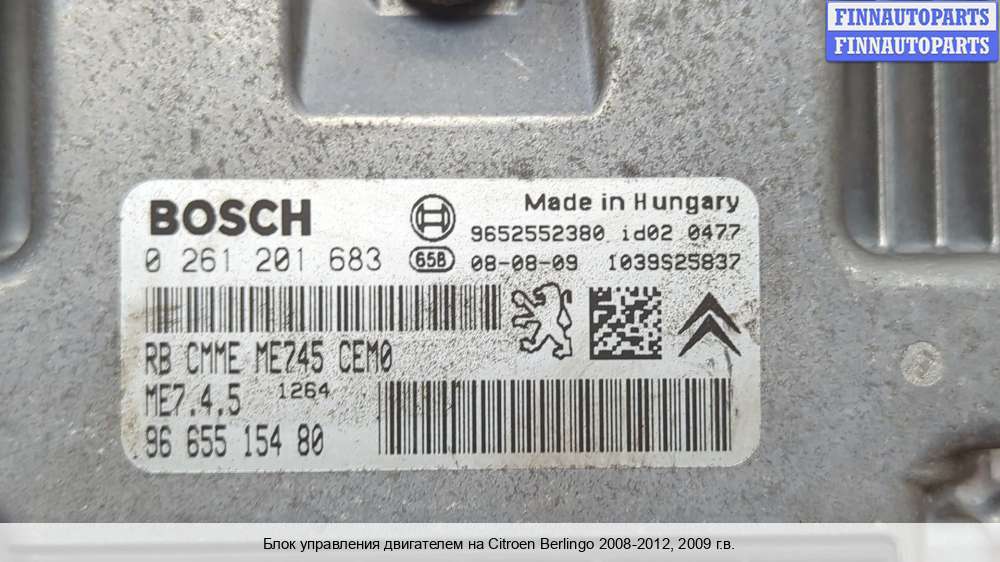 FINNAUTOPARTS
FINNAUTOPARTS
BOSCH
Made in Hungary
9652552380 id02 0477
0 261 201 683
65B
08-08-09 1039S25837
RB CMME ME745 CEM0
ME7.4.5 1264
96 655 154 80
Блок управления двигателем на Citroen Berlingo 2008-2012, 2009 г.в.